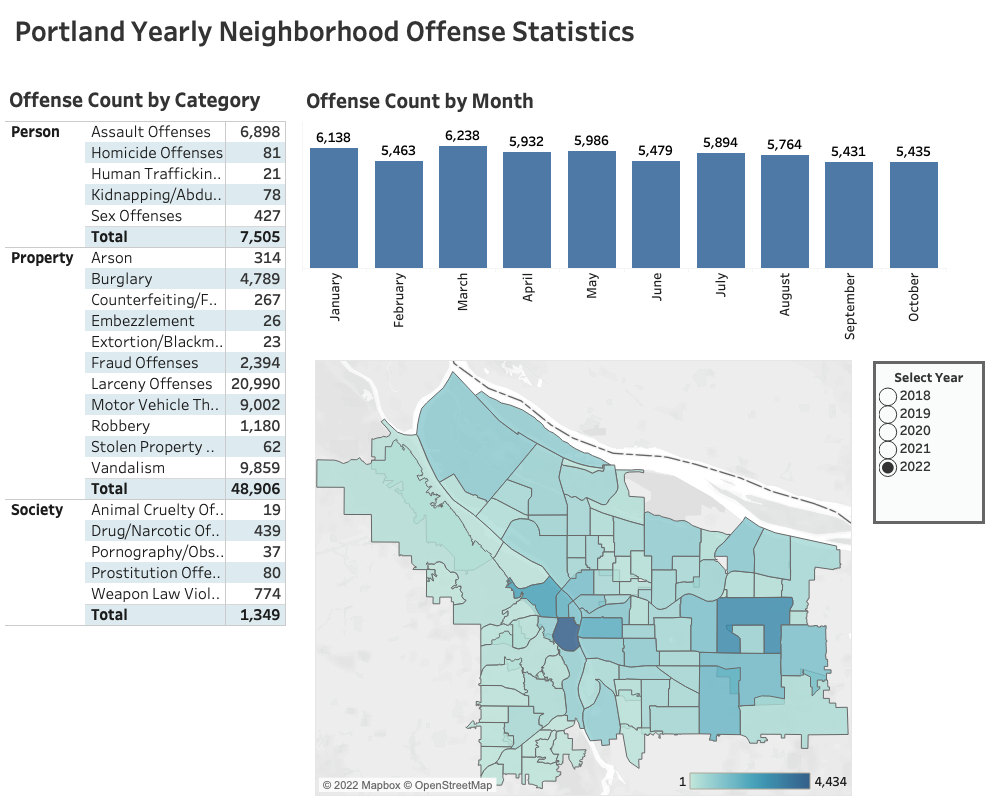 Portland Yearly Neighborhood Offense Statistics
Offense Count by Category
Person Assault Offenses 6,898
Homicide Offenses 81
Human Traffickin.. 21
Kidnapping/Abdu.. 78
Sex Offenses 427
Total 7,505
Property Arson 314
Burglary 4,789
Counterfeiting/F.. 267
Embezzlement 26
Extortion/Blackm.. 23
Fraud Offenses 2,394
Larceny Offenses 20,990
Motor Vehicle Th.. 9,002
Robbery 1,180
Stolen Property .. 62
Vandalism 9,859
Total 48,906
Society Animal Cruelty Of.. 19
Drug/Narcotic Of.. 439
Pornography/Obs.. 37
Prostitution Offe.. 80
Weapon Law Viol.. 774
Total 1,349
Offense Count by Month
6,138 5,463 6,238 5,932 5,986 5,479 5,894 5,764 5,431 5,435
January February March April May June July August September October
Select Year
2018
2019
2020
2021
2022
© 2022 Mapbox © OpenStreetMap
1 4,434